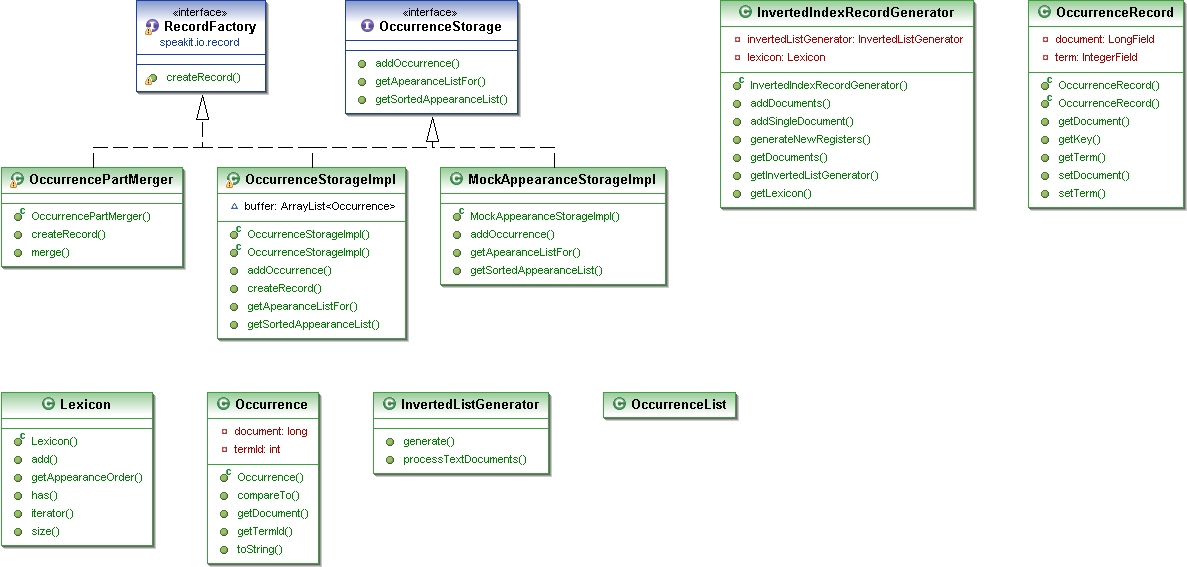 «interface»
RecordFactory
speakit.io.record
createRecord()
«interface»
OccurrenceStorage
addOccurrence()
getApearanceListFor()
getSortedAppearanceList()
InvertedIndexRecordGenerator
invertedListGenerator: InvertedListGenerator
lexicon: Lexicon
InvertedIndexRecordGenerator()
addDocuments()
addSingleDocument()
generateNewRegisters()
getDocuments()
getInvertedListGenerator()
getLexicon()
OccurrenceRecord
document: LongField
term: IntegerField
OccurrenceRecord()
OccurrenceRecord()
getDocument()
getKey()
getTerm()
setDocument()
setTerm()
OccurrencePartMerger
OccurrencePartMerger()
createRecord()
merge()
OccurrenceStorageImpl
buffer: ArrayList<Occurrence>
OccurrenceStorageImpl()
OccurrenceStorageImpl()
addOccurrence()
createRecord()
getApearanceListFor()
getSortedAppearanceList()
MockAppearanceStorageImpl
MockAppearanceStorageImpl()
addOccurrence()
getApearanceListFor()
getSortedAppearanceList()
Lexicon
Lexicon()
add()
getAppearanceOrder()
has()
iterator()
size()
Occurrence
document: long
termId: int
Occurrence()
compareTo()
getDocument()
getTermId()
toString()
InvertedListGenerator
generate()
processTextDocuments()
OccurrenceList